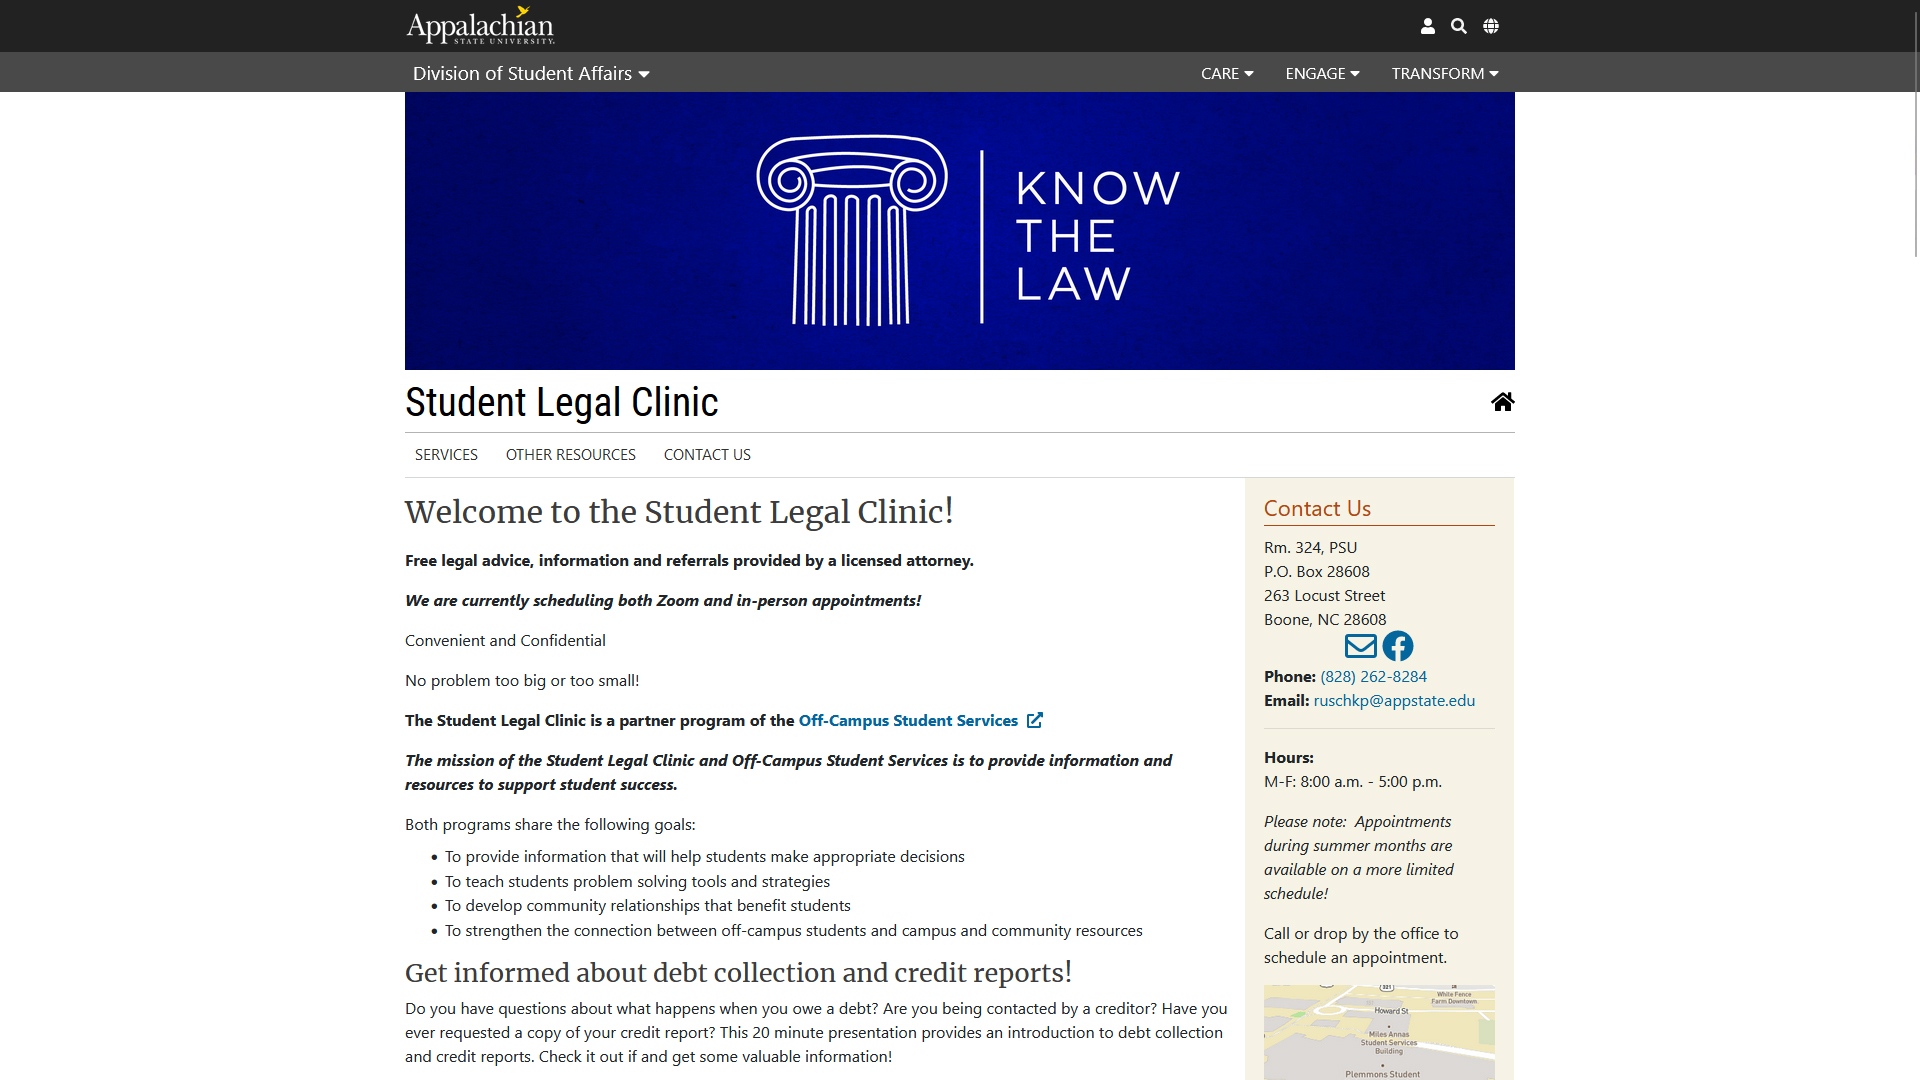 Appalachian
STATE UNIVERSITY.
Division of Student Affairs
CARE
ENGAGE
TRANSFORM
KNOW
THE
LAW
Student Legal Clinic
SERVICES
OTHER RESOURCES
CONTACT US
Welcome to the Student Legal Clinic!
Free legal advice, information and referrals provided by a licensed attorney.
We are currently scheduling both Zoom and in-person appointments!
Convenient and Confidential
No problem too big or too small!
The Student Legal Clinic is a partner program of the Off-Campus Student Services
The mission of the Student Legal Clinic and Off-Campus Student Services is to provide information and
resources to support student success.
Both programs share the following goals:
• To provide information that will help students make appropriate decisions
• To teach students problem solving tools and strategies
• To develop community relationships that benefit students
• To strengthen the connection between off-campus students and campus and community resources
Get informed about debt collection and credit reports!
Do you have questions about what happens when you owe a debt? Are you being contacted by a creditor? Have you
ever requested a copy of your credit report? This 20 minute presentation provides an introduction to debt collection
and credit reports. Check it out if and get some valuable information!
Contact Us
Rm. 324, PSU
P.O. Box 28608
263 Locust Street
Boone, NC 28608
Phone: (828) 262-8284
Email: ruschkp@appstate.edu
Hours:
M-F: 8:00 a.m. - 5:00 p.m.
Please note:  Appointments
during summer months are
available on a more limited
schedule!
Call or drop by the office to
schedule an appointment.
321
White Fence
Farm Downtown
Howard St
Miles Annas
Student Services
Building
Plemmons Student